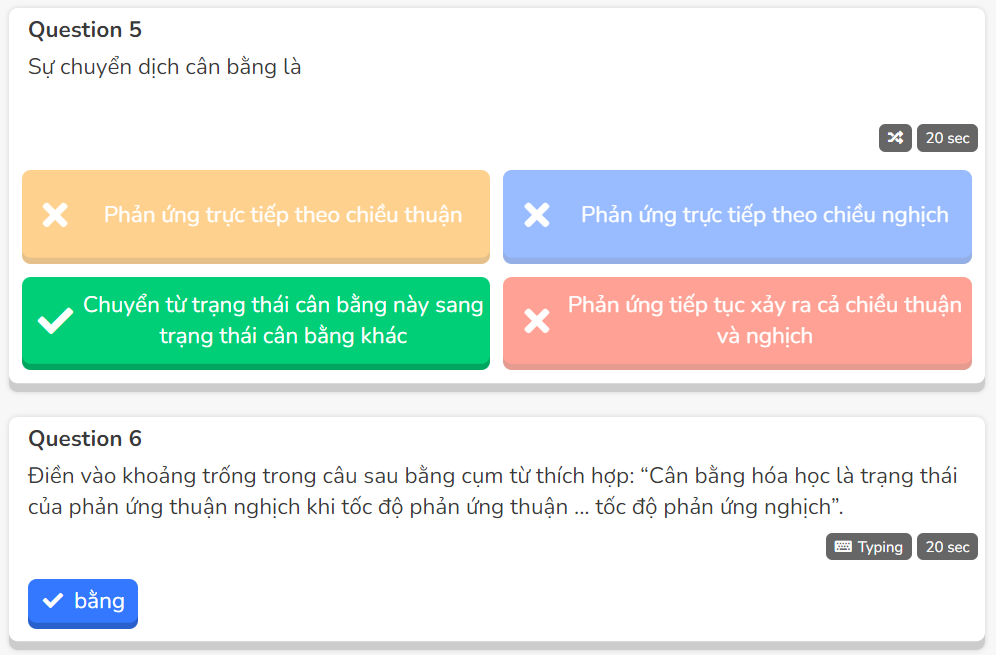 Question 5
Sự chuyển dịch cân bằng là
20 sec
Phản ứng trực tiếp theo chiều thuận
Phản ứng trực tiếp theo chiều nghịch
Chuyển từ trạng thái cân bằng này sang
trạng thái cân bằng khác
Phản ứng tiếp tục xảy ra cả chiều thuận
và nghịch
Question 6
Điền vào khoảng trống trong câu sau bằng cụm từ thích hợp: “Cân bằng hóa học là trạng thái
của phản ứng thuận nghịch khi tốc độ phản ứng thuận ... tốc độ phản ứng nghịch”.
Typing 20 sec
bằng